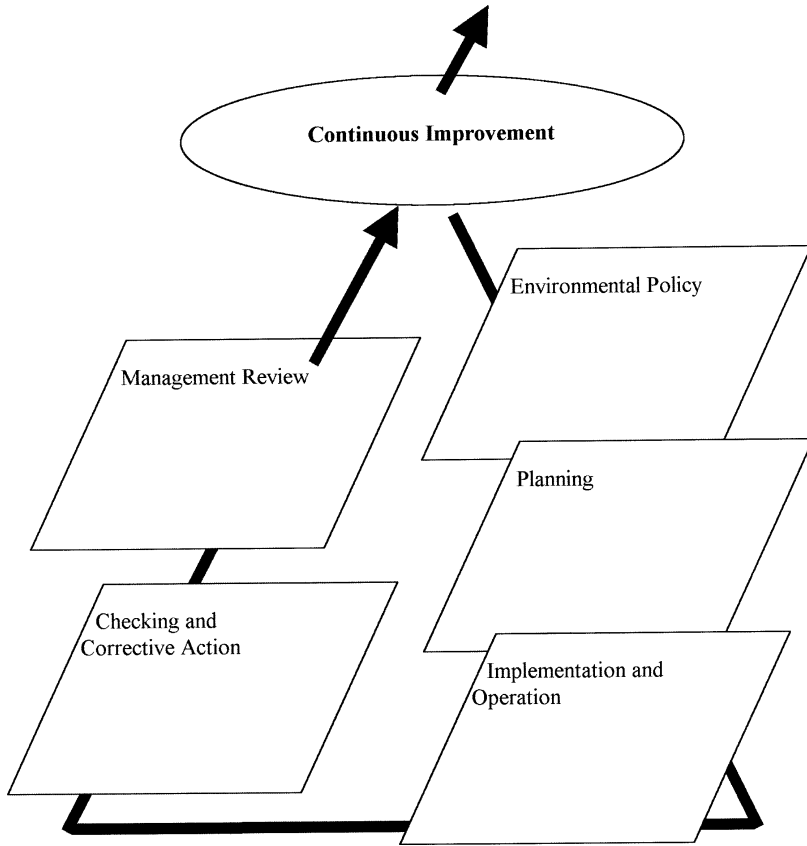 Continuous Improvement
Environmental Policy
Management Review
Planning
Checking and
Corrective Action
Implementation and
Operation